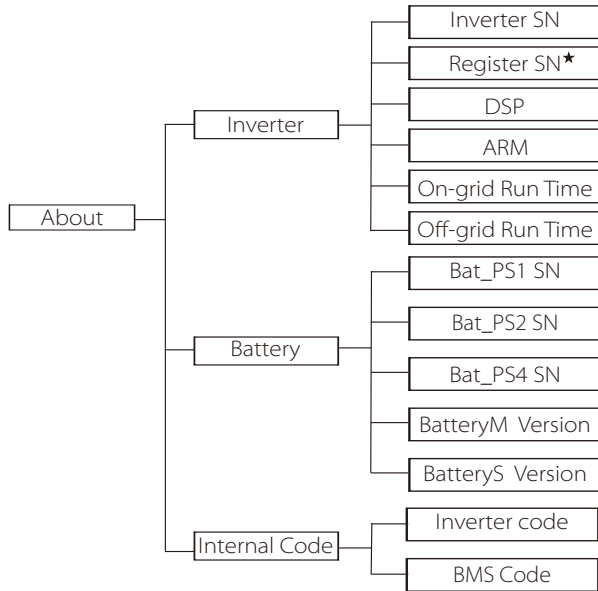 About
Inverter
Inverter SN
Register SN★
DSP
ARM
On-grid Run Time
Off-grid Run Time
Battery
Bat_PS1 SN
Bat_PS2 SN
Bat_PS4 SN
BatteryM Version
BatteryS Version
Internal Code
Inverter code
BMS Code